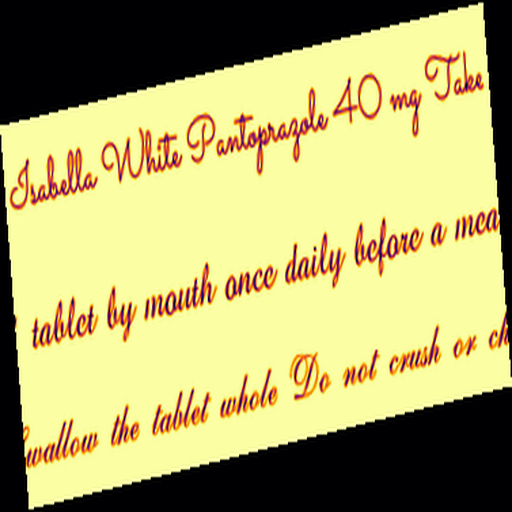 Isabella White Pantoprazole 40 mg Take
tablet by mouth once daily before a mea
wallow the tablet whole Do not crush or ch